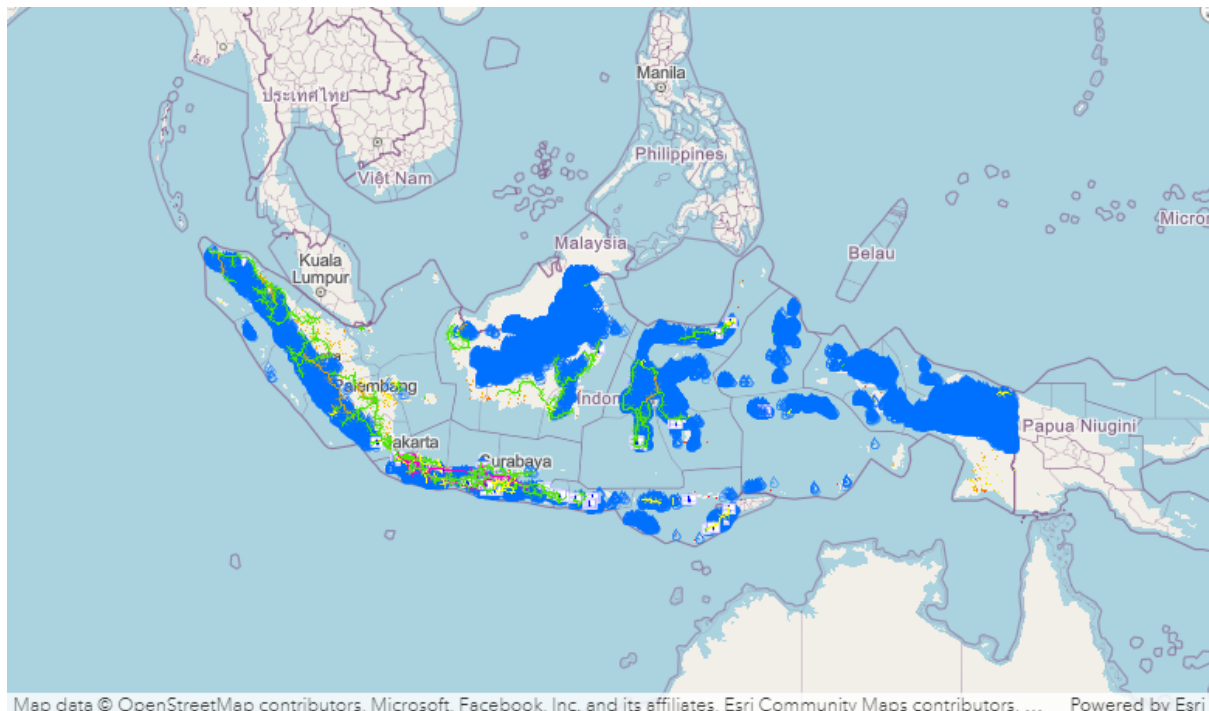 Manila
ประเทศไทย
Philippines
Việt Nam
Micror
Malaysia
Belau
Kuala
Lumpur
Palembang
Indon
Papua Niugini
akarta
Surabaya
Map data © OpenStreetMap contributors, Microsoft, Facebook, Inc. and its affiliates, Esri Community Maps contributors, ...
Powered by Esri